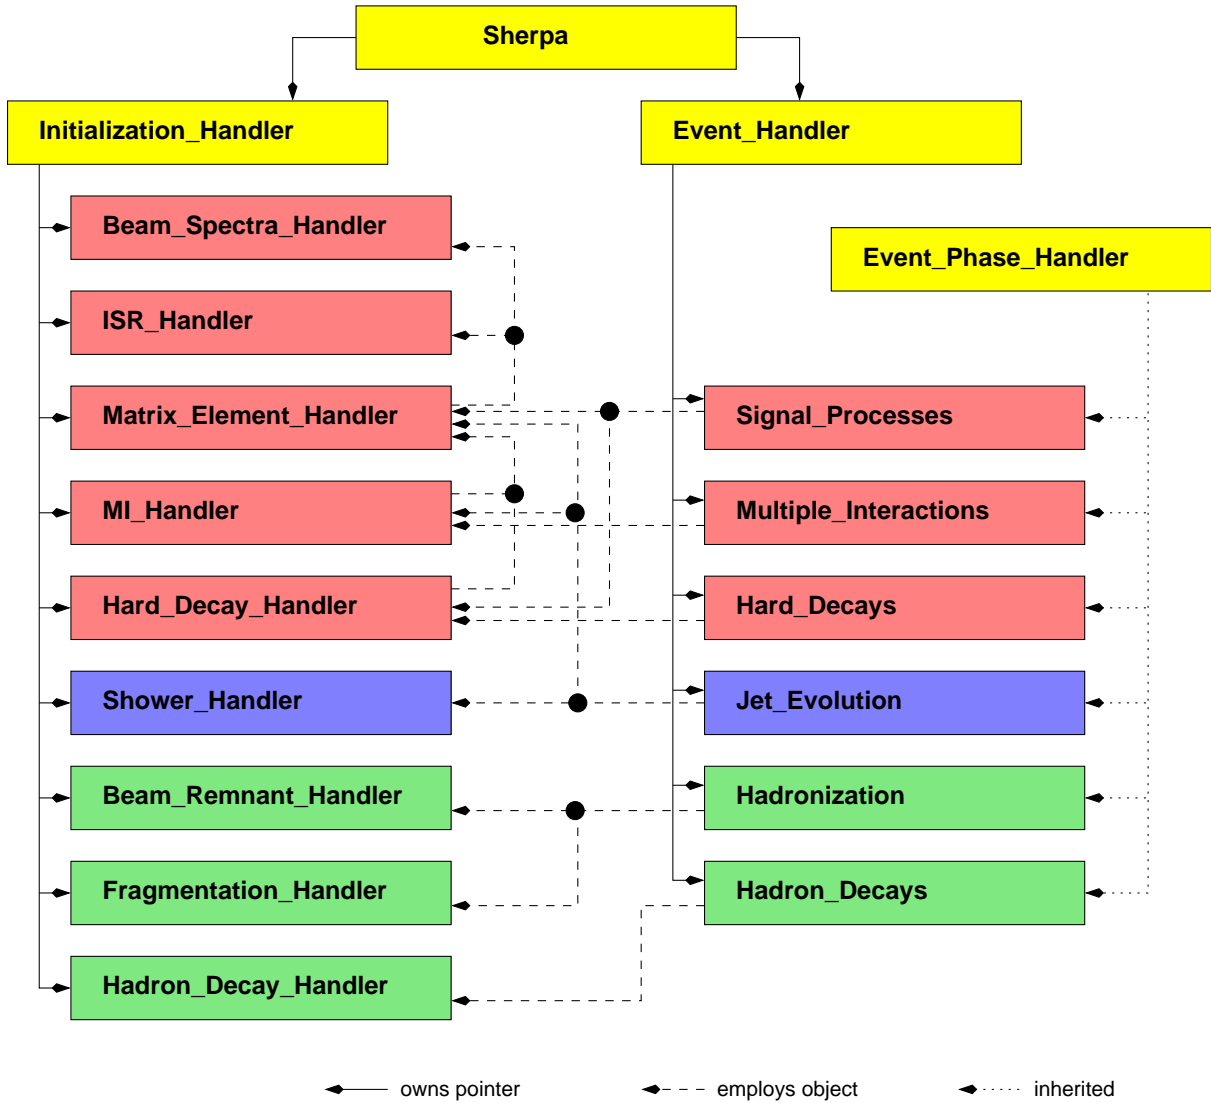 Sherpa
Initialization_Handler
Event_Handler
Beam_Spectra_Handler
Event_Phase_Handler
ISR_Handler
Matrix_Element_Handler
Signal_Processes
MI_Handler
Multiple_Interactions
Hard_Decay_Handler
Hard_Decays
Shower_Handler
Jet_Evolution
Beam_Remnant_Handler
Hadronization
Fragmentation_Handler
Hadron_Decays
Hadron_Decay_Handler
owns pointer
employs object
inherited